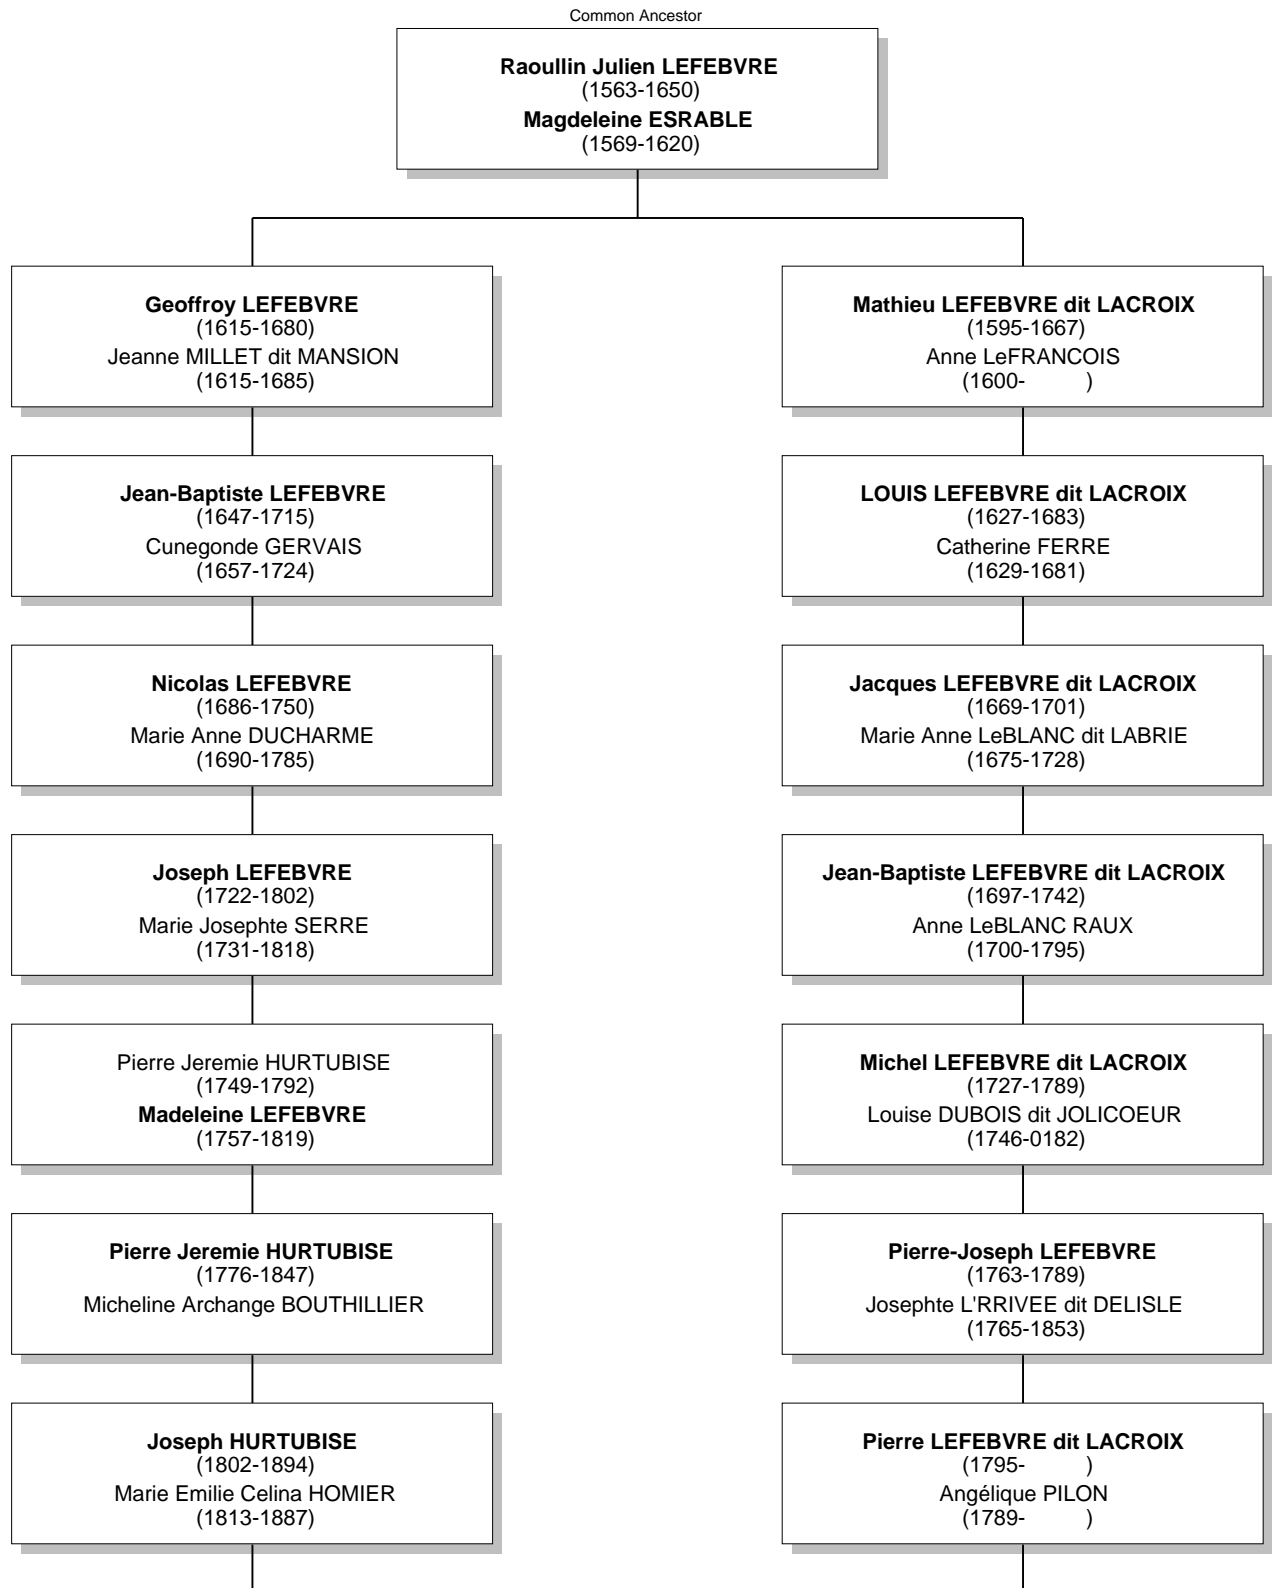 Common Ancestor
Raoullin Julien LEFEBVRE
(1563-1650)
Magdeleine ESRABLE
(1569-1620)
Geoffroy LEFEBVRE
(1615-1680)
Jeanne MILLET dit MANSION
(1615-1685)
Mathieu LEFEBVRE dit LACROIX
(1595-1667)
Anne LeFRANCOIS
(1600- )
Jean-Baptiste LEFEBVRE
(1647-1715)
Cunegonde GERVAIS
(1657-1724)
LOUIS LEFEBVRE dit LACROIX
(1627-1683)
Catherine FERRE
(1629-1681)
Nicolas LEFEBVRE
(1686-1750)
Marie Anne DUCHARME
(1690-1785)
Jacques LEFEBVRE dit LACROIX
(1669-1701)
Marie Anne LeBLANC dit LABRIE
(1675-1728)
Joseph LEFEBVRE
(1722-1802)
Marie Josephte SERRE
(1731-1818)
Jean-Baptiste LEFEBVRE dit LACROIX
(1697-1742)
Anne LeBLANC RAUX
(1700-1795)
Pierre Jeremie HURTUBISE
(1749-1792)
Madeleine LEFEBVRE
(1757-1819)
Michel LEFEBVRE dit LACROIX
(1727-1789)
Louise DUBOIS dit JOLICOEUR
(1746-0182)
Pierre Jeremie HURTUBISE
(1776-1847)
Micheline Archange BOUTHILLIER
Pierre-Joseph LEFEBVRE
(1763-1789)
Josephte L'RRIVEE dit DELISLE
(1765-1853)
Joseph HURTUBISE
(1802-1894)
Marie Emilie Celina HOMIER
(1813-1887)
Pierre LEFEBVRE dit LACROIX
(1795- )
Angélique PILON
(1789- )